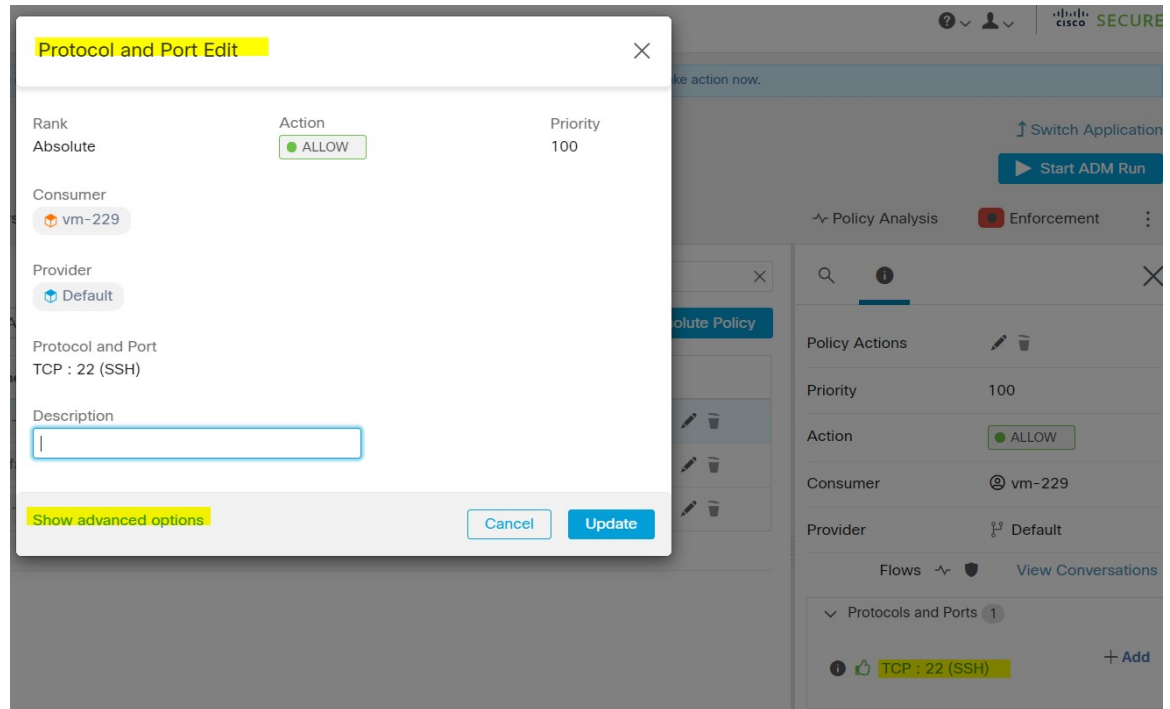 Protocol and Port Edit
Rank
Action
Priority
Absolute
ALLOW
100
Consumer
vm-229
Provider
Default
Protocol and Port
TCP : 22 (SSH)
Description
Show advanced options
Cancel
Update
cisco SECURE
ke action now.
Switch Application
Start ADM Run
Policy Analysis
Enforcement
olute Policy
Policy Actions
Priority
100
Action
ALLOW
Consumer
vm-229
Provider
Default
Flows
View Conversations
Protocols and Ports 1
+ Add
TCP : 22 (SSH)